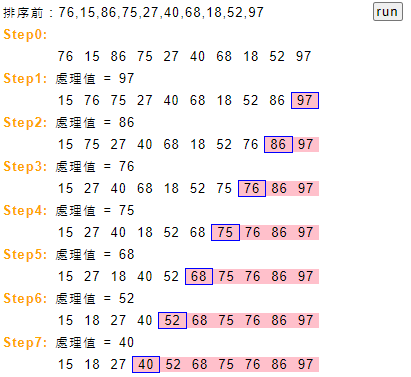 排序前：76,15,86,75,27,40,68,18,52,97 run
Step0:
76 15 86 75 27 40 68 18 52 97
Step1: 處理值 = 97
15 76 75 27 40 68 18 52 86 97
Step2: 處理值 = 86
15 75 27 40 68 18 52 76 86 97
Step3: 處理值 = 76
15 27 40 68 18 52 75 76 86 97
Step4: 處理值 = 75
15 27 40 18 52 68 75 76 86 97
Step5: 處理值 = 68
15 27 18 40 52 68 75 76 86 97
Step6: 處理值 = 52
15 18 27 40 52 68 75 76 86 97
Step7: 處理值 = 40
15 18 27 40 52 68 75 76 86 97